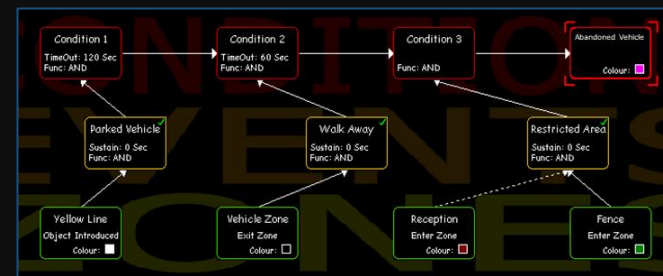 CONDITIONS
Condition 1
TimeOut: 120 Sec
Func: AND
Condition 2
TimeOut: 60 Sec
Func: AND
Condition 3
Func: AND
Abandoned Vehicle
Colour:
EVENTS
Parked Vehicle
Sustain: 0 Sec
Func: AND
Walk Away
Sustain: 0 Sec
Func: AND
Restricted Area
Sustain: 0 Sec
Func: AND
ZONES
Yellow Line
Object Introduced
Colour:
Vehicle Zone
Exit Zone
Colour:
Reception
Enter Zone
Colour:
Fence
Enter Zone
Colour: